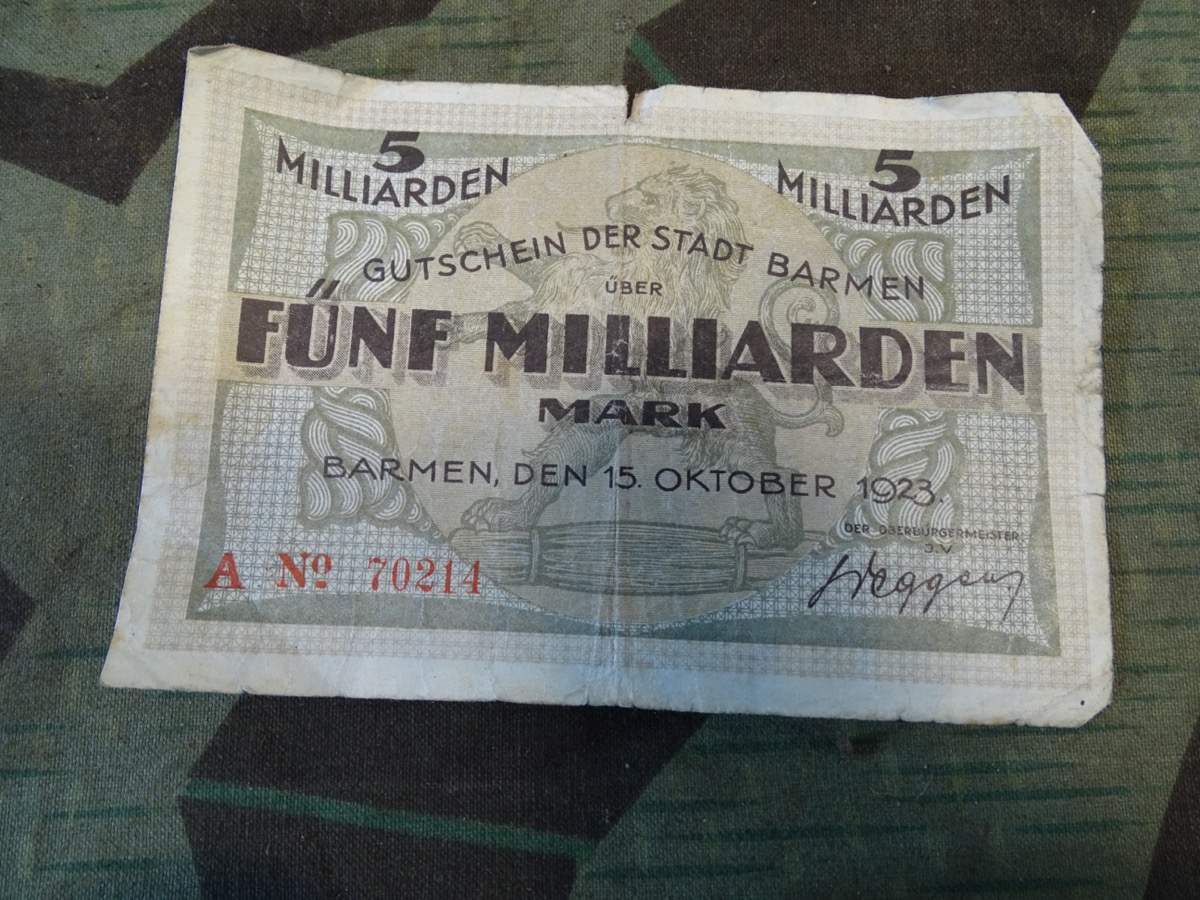 5 MILLIARDEN
5 MILLIARDEN
GUTSCHEIN DER STADT BARMEN
ÜBER
FÜNF MILLIARDEN
MARK
BARMEN, DEN 15. OKTOBER 1923.
DER OBERBÜRGERMEISTER
J.V
A Nº 70214